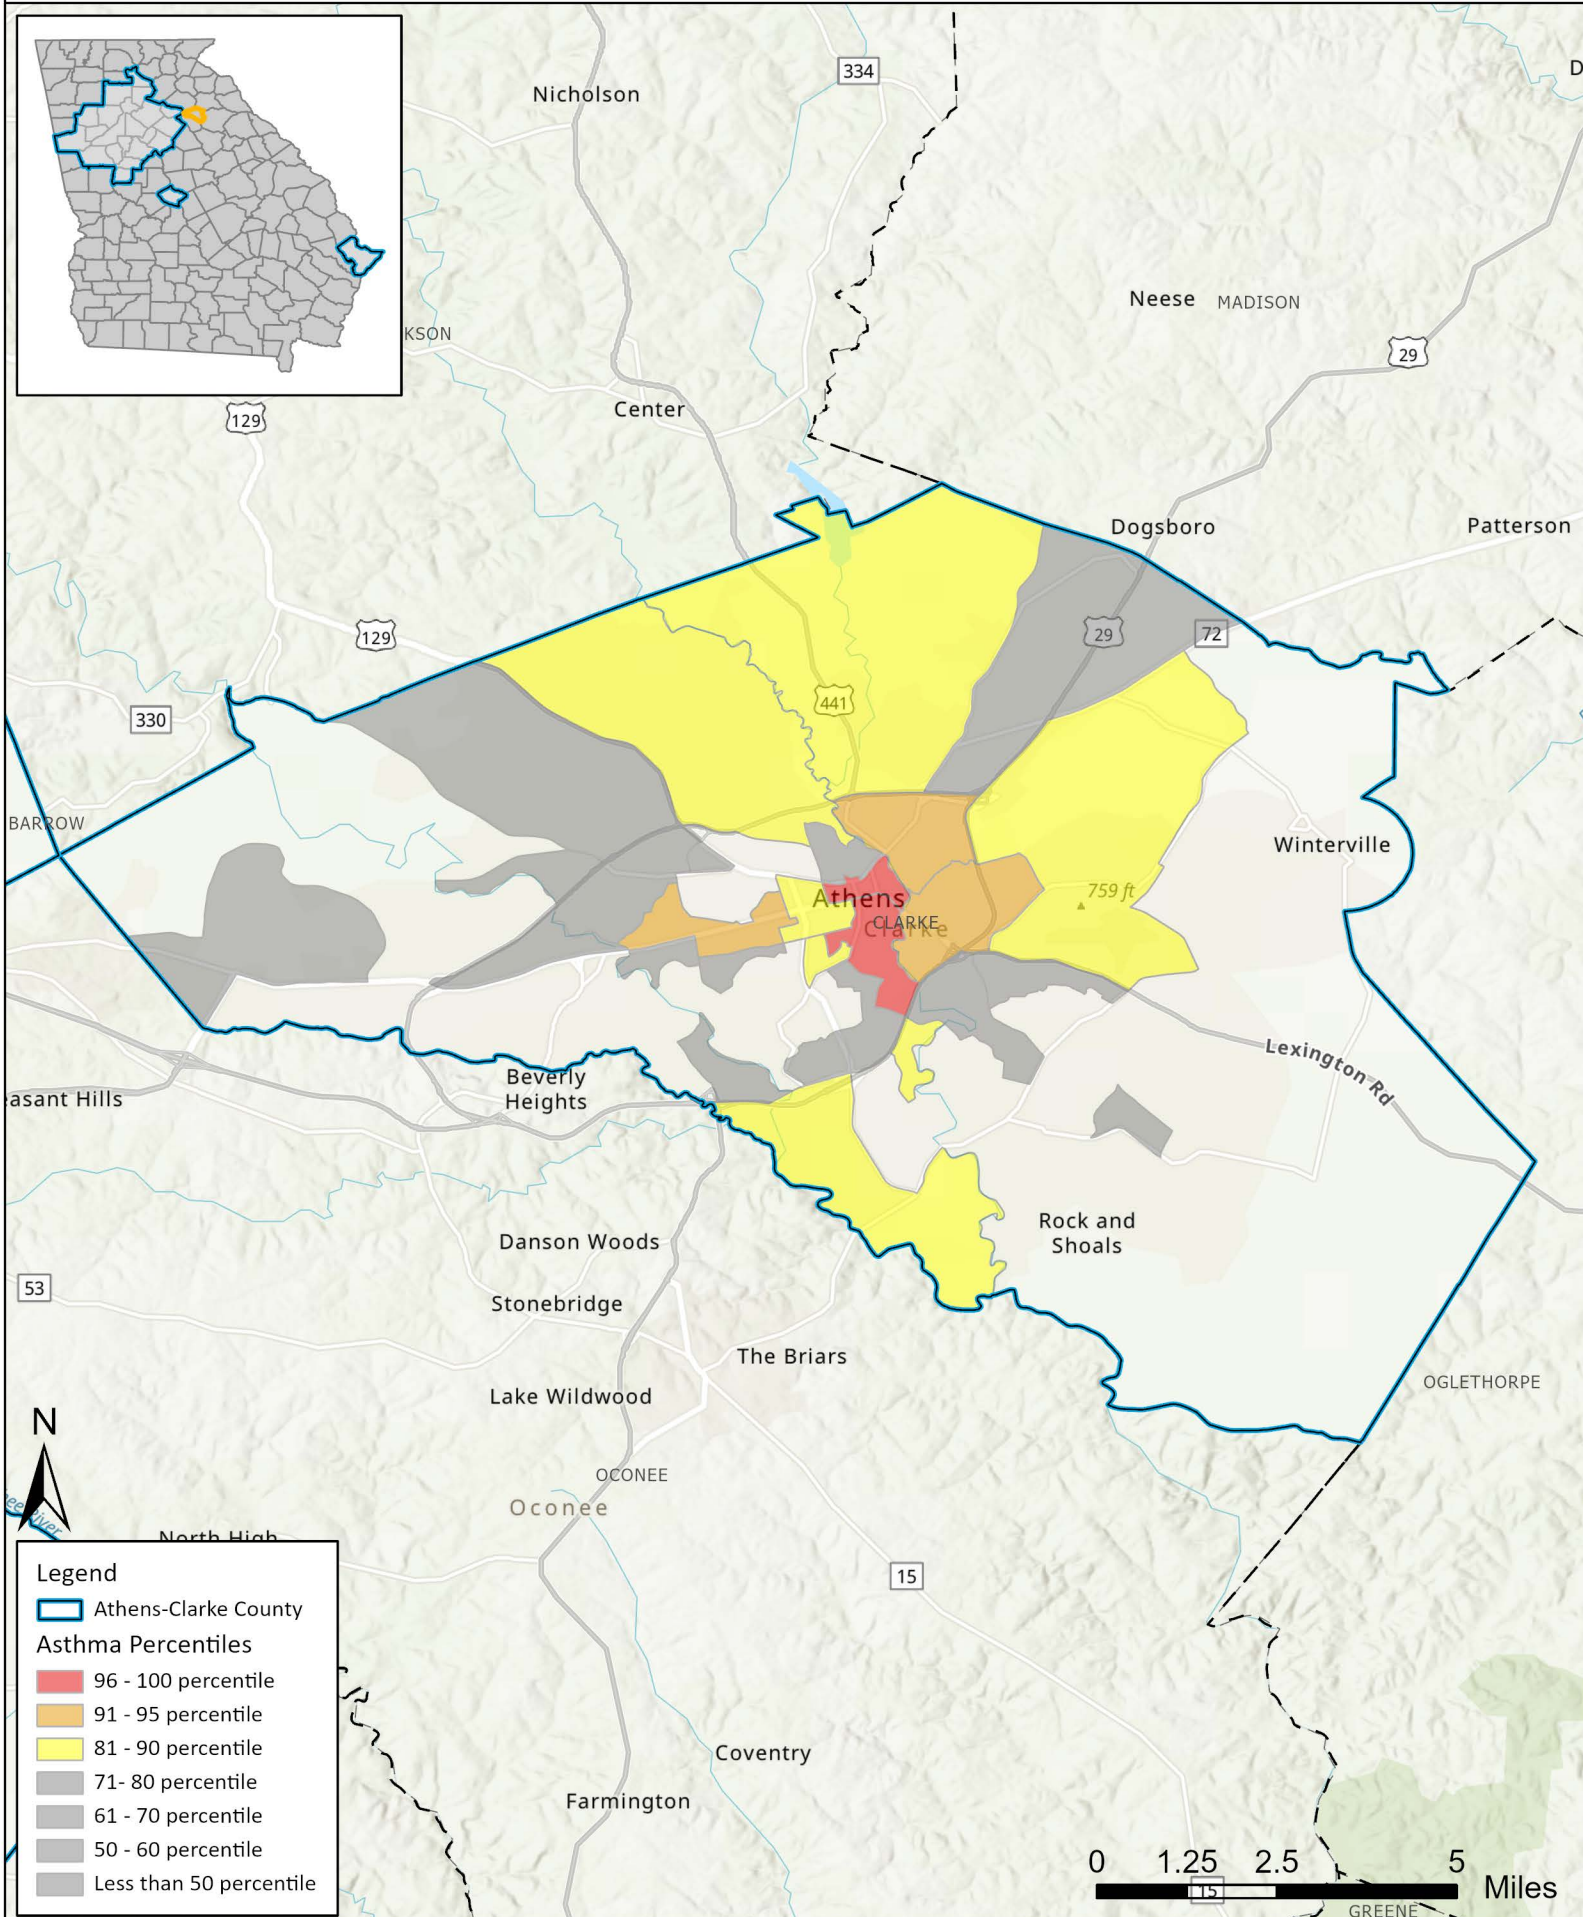 334
Nicholson
D
Neese
MADISON
KSON
29
129
Center
Dogsboro
Patterson
129
29
72
441
330
BARROW
Winterville
759 ft
Athens
CLARKE
Clarke
Lexington Rd
Beverly
Heights
easant Hills
Rock and
Shoals
Danson Woods
53
Stonebridge
The Briars
OGLETHORPE
Lake Wildwood
N
OCONEE
Oconee
nee River
North High
15
Legend
Athens-Clarke County
Asthma Percentiles
96 - 100 percentile
91 - 95 percentile
81 - 90 percentile
71- 80 percentile
61 - 70 percentile
50 - 60 percentile
Less than 50 percentile
Coventry
Farmington
0 1.25 2.5 5
Miles
15
GREENE